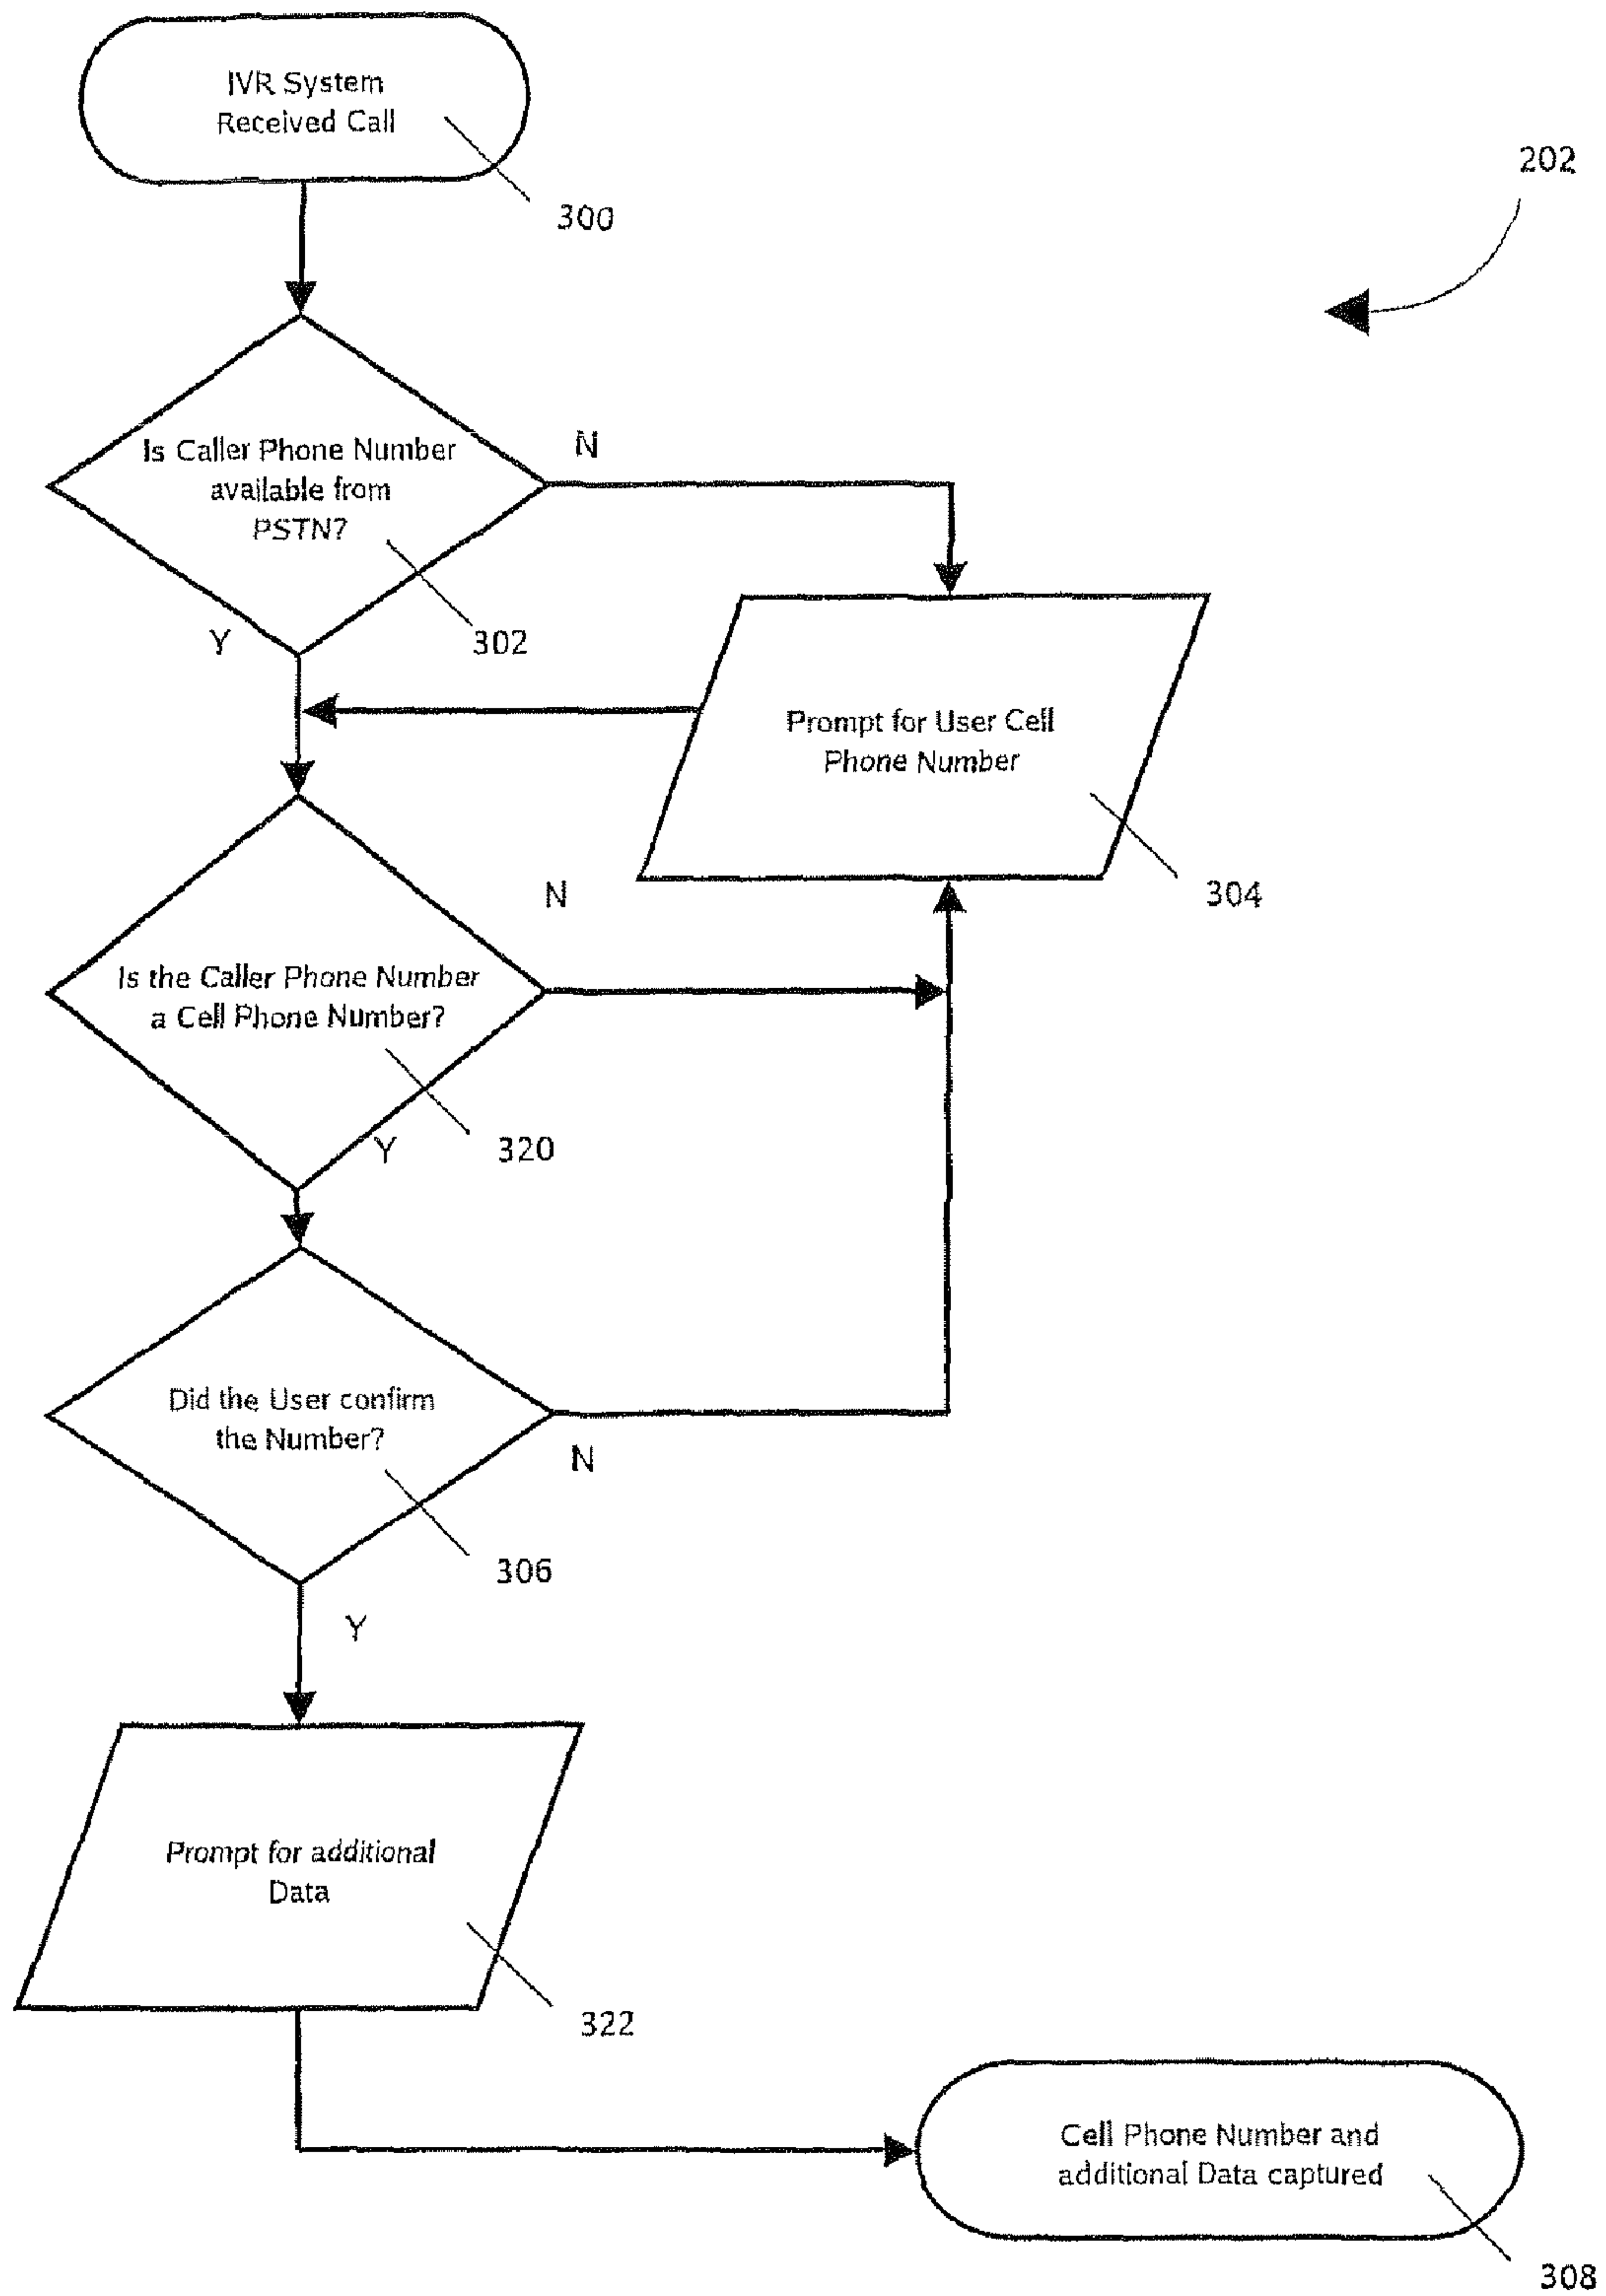 IVR System
Received Call
300
202
Is Caller Phone Number
available from
PSTN?
N
302
Y
Prompt for User Cell
Phone Number
304
N
Is the Caller Phone Number
a Cell Phone Number?
320
Y
Did the User confirm
the Number?
N
306
Y
Prompt for additional
Data
322
Cell Phone Number and
additional Data captured
308